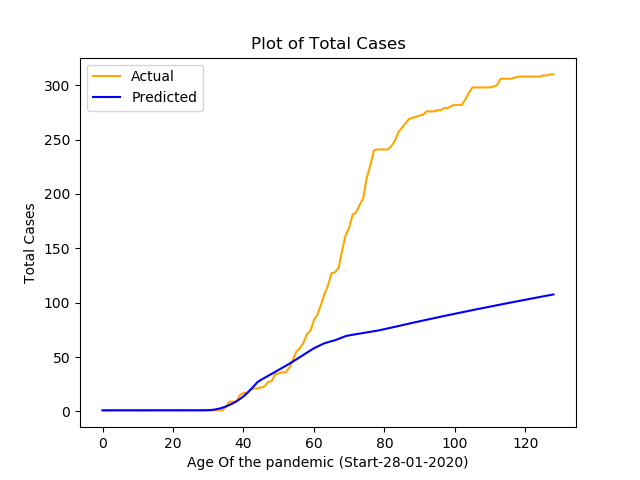 Plot of Total Cases
Actual
Predicted
Total Cases
300
250
200
150
100
50
0
0 20 40 60 80 100 120
Age Of the pandemic (Start-28-01-2020)